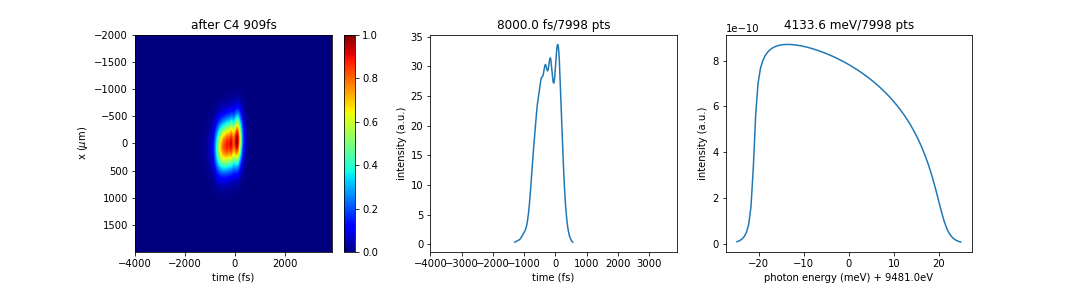 after C4 909fs
−2000
−1500
−1000
−500
0
500
1000
1500
−4000 −2000 0 2000
x (μm)
time (fs)
1.0
0.8
0.6
0.4
0.2
0.0
8000.0 fs/7998 pts
35
30
25
20
15
10
5
0
−4000−3000−2000−1000 0 1000 2000 3000
intensity (a.u.)
time (fs)
4133.6 meV/7998 pts
1e−10
8
6
4
2
0
−20 −10 0 10 20
intensity (a.u.)
photon energy (meV) + 9481.0eV